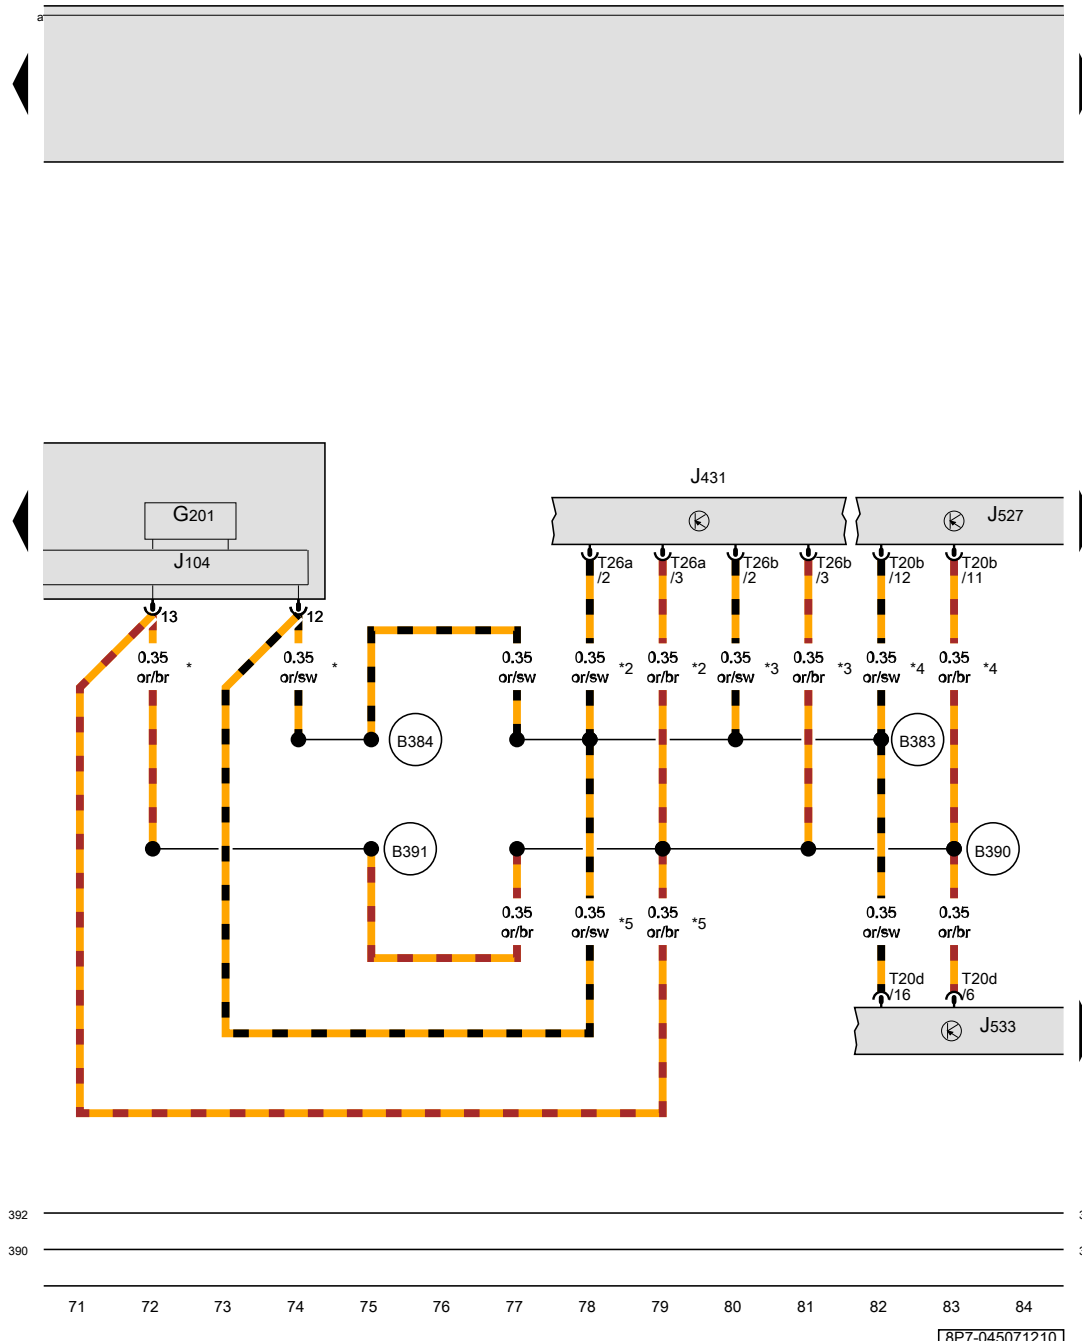 a
J431
J527
G201
J104
13
12
T26a
/2
T26a
/3
T26b
/2
T26b
/3
T20b
/12
T20b
/11
0.35
or/br
*
0.35
or/sw
*
0.35
or/sw
0.35
or/sw
*2
0.35
or/br
*2
0.35
or/sw
*3
0.35
or/br
*3
0.35
or/sw
*4
0.35
or/br
*4
B384
B383
B391
B390
0.35
or/br
0.35
or/sw
*5
0.35
or/br
*5
0.35
or/sw
0.35
or/br
T20d
/16
T20d
/6
J533
392
390
71 72 73 74 75 76 77 78 79 80 81 82 83 84
8P7-045071210